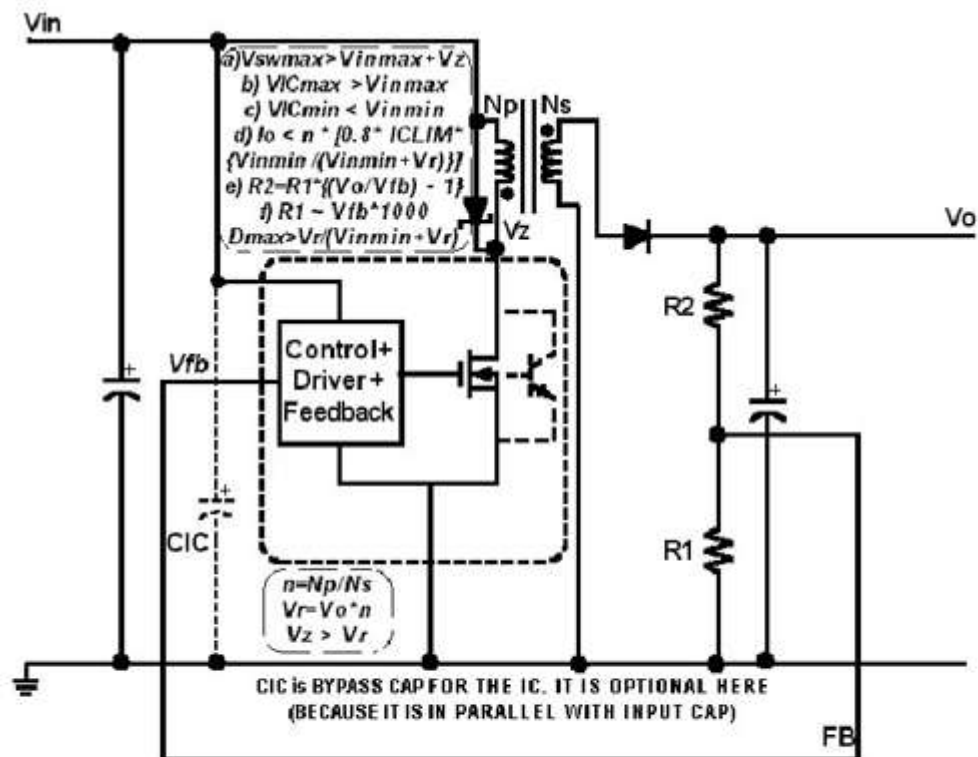 Vin
a)Vswmax>Vinmax+Vz
b) VICmax >Vinmax
c) VICmin < Vinmin
d) Io < n * [0.8* ICLIM*
{Vinmin /(Vinmin+Vr)}]
e) R2=R1*{(Vo/Vfb) - 1}
f) R1 ~ Vfb*1000
Dmax>Vr/(Vinmin+Vr)
Np
Ns
Vz
Vo
R2
Vfb
Control+
Driver+
Feedback
+
+
+
CIC
R1
n=Np/Ns
Vr=Vo*n
Vz > Vr
CIC is BYPASS CAP FOR THE IC. IT IS OPTIONAL HERE
(BECAUSE IT IS IN PARALLEL WITH INPUT CAP)
FB